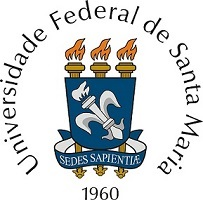 Universidade Federal de Santa Maria
SEDES SAPIENTIÆ
1960